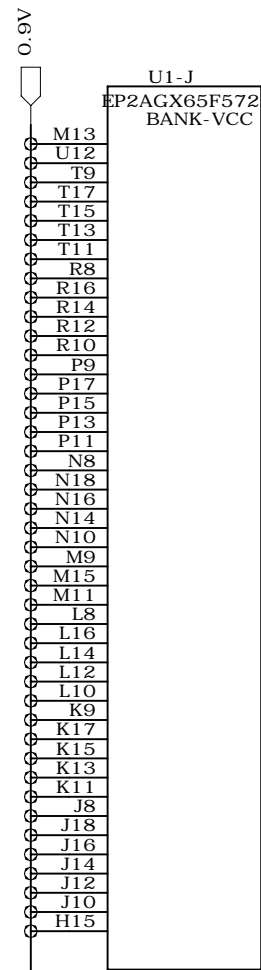 0.9V
U1-J
EP2AGX65F572
BANK-VCC
M13
U12
T9
T17
T15
T13
T11
R8
R16
R14
R12
R10
P9
P17
P15
P13
P11
N8
N18
N16
N14
N10
M9
M15
M11
L8
L16
L14
L12
L10
K9
K17
K15
K13
K11
J8
J18
J16
J14
J12
J10
H15